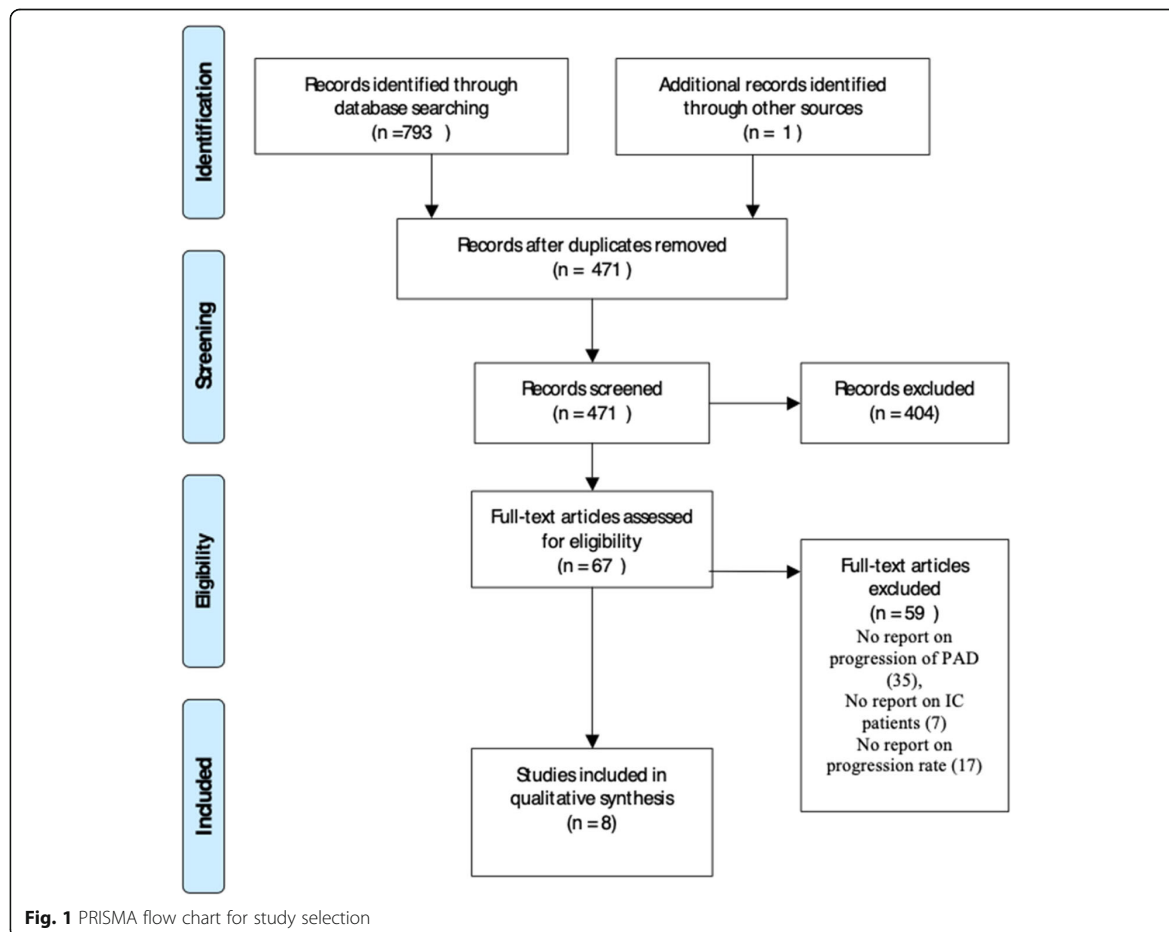 Identification
Records identified through
database searching
(n =793 )
Additional records identified
through other sources
(n = 1 )
Records after duplicates removed
(n = 471 )
Screening
Records screened
(n = 471 )
Records excluded
(n = 404)
Eligibility
Full-text articles assessed
for eligibility
(n = 67 )
Full-text articles
excluded
(n = 59 )
No report on
progression of PAD
(35),
No report on IC
patients (7)
No report on
progression rate (17)
Included
Studies included in
qualitative synthesis
(n = 8)
Fig. 1 PRISMA flow chart for study selection